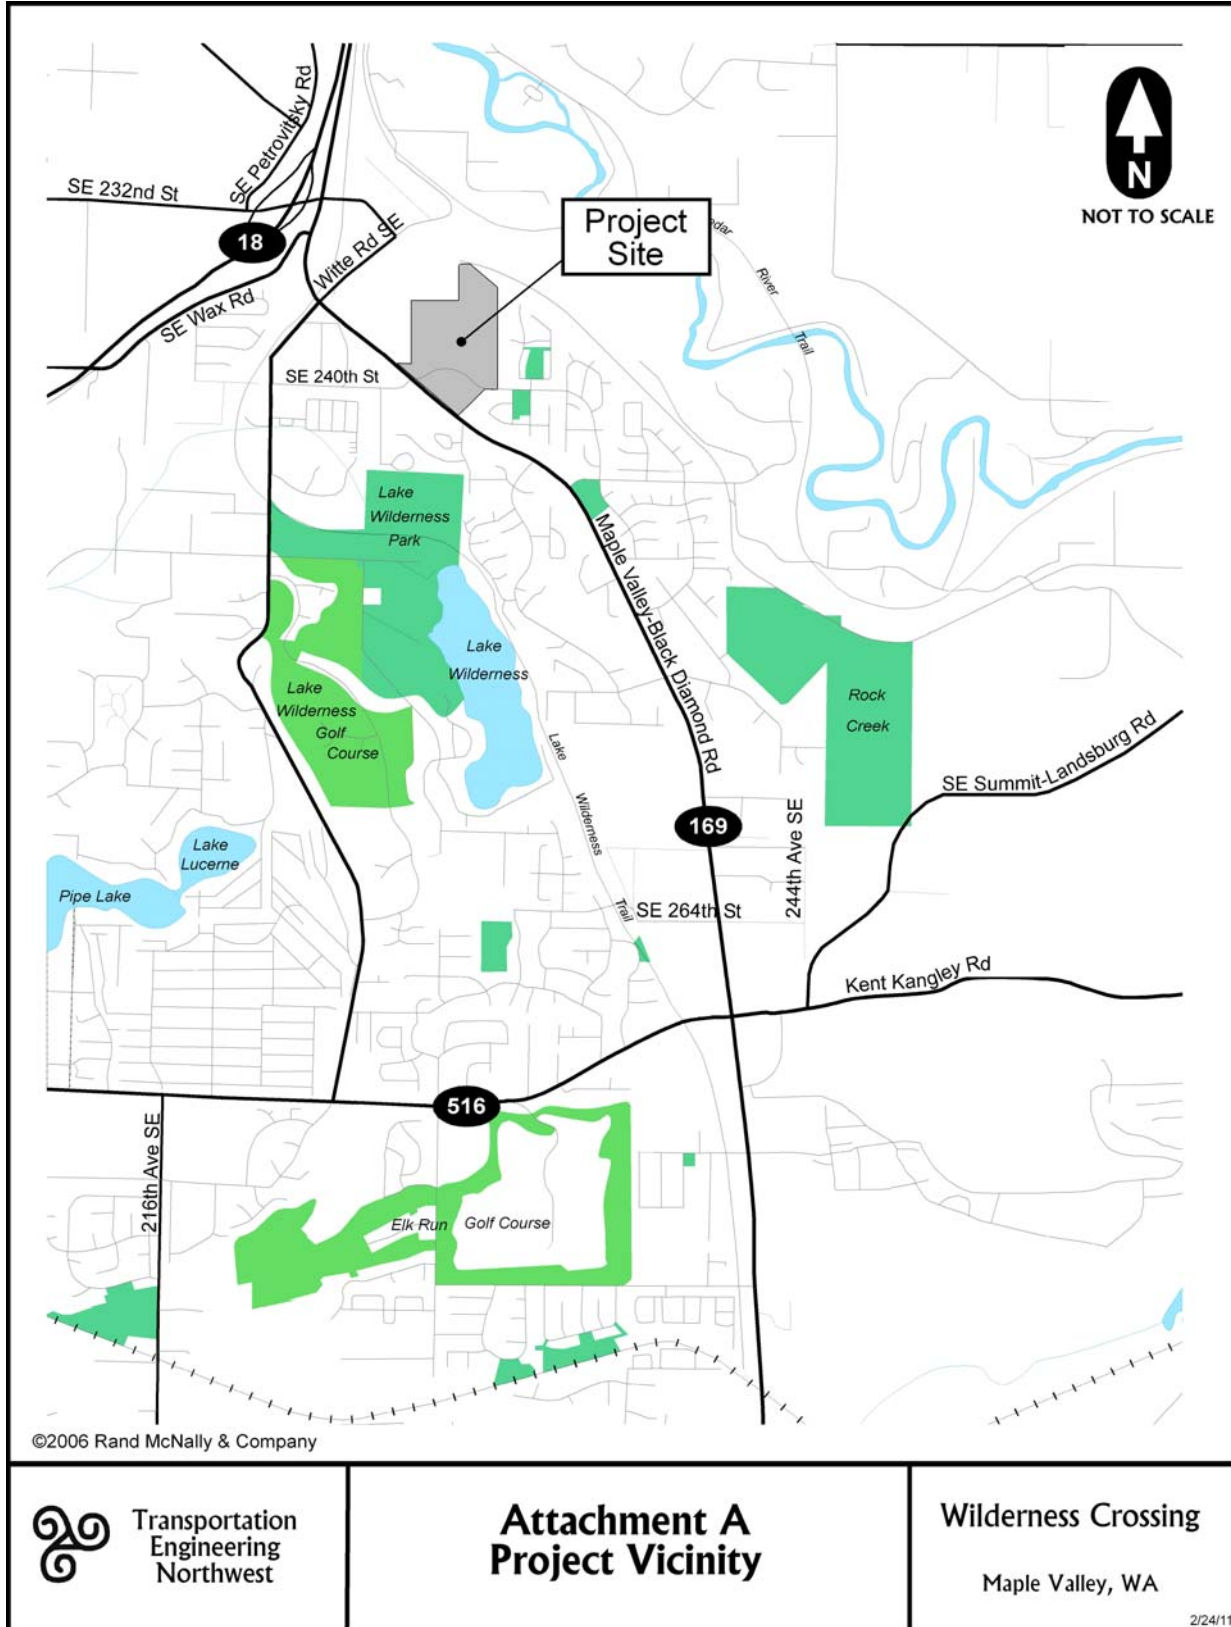 SE Petrovitsky Rd
SE 232nd St
18
Witte Rd SE
SE Wax Rd
Project
Site
N
NOT TO SCALE
River
Trail
SE 240th St
Lake
Wilderness
Park
Maple Valley-Black Diamond Rd
Lake
Wilderness
Lake
Wilderness
Golf
Course
Rock
Creek
Lake
Wilderness
Trail
SE Summit-Landsburg Rd
169
244th Ave SE
Lake
Lucerne
Pipe Lake
SE 264th St
Kent Kangley Rd
516
216th Ave SE
Elk Run Golf Course
©2006 Rand McNally & Company
Transportation
Engineering
Northwest
Attachment A
Project Vicinity
Wilderness Crossing
Maple Valley, WA
2/24/11